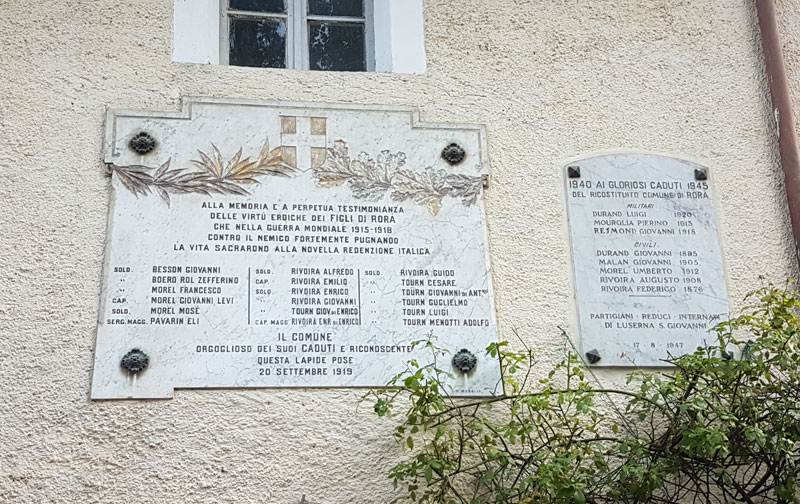 ALLA MEMORIA E A PERPETUA TESTIMONIANZA
DELLE VIRTÙ EROICHE DEI FIGLI DI RORA
CHE NELLA GUERRA MONDIALE 1915-1918
CONTRO IL NEMICO FORTEMENTE PUGNANDO
LA VITA SACRARONO ALLA NOVELLA REDENZIONE ITALICA
SOLD. BESSON GIOVANNI
" BOERO ROL ZEFFERINO
" MOREL FRANCESCO
CAP. MOREL GIOVANNI LEVI
SOLD. MOREL MOSÈ
SERG. MAGG. PAVARIN ELI
SOLD. RIVOIRA ALFREDO
CAP. RIVOIRA EMILIO
SOLD. RIVOIRA ENRICO
" RIVOIRA GIOVANNI
" TOURN GIOV. DI ENRICO
CAP. MAGG. RIVOIRA ENR. DI ENRICO
SOLD. RIVOIRA GUIDO
" TOURN CESARE
" TOURN GIOVANNI DI ANT.NIO
" TOURN GUGLIELMO
" TOURN LUIGI
" TOURN MENOTTI ADOLFO
IL COMUNE
ORGOGLIOSO DEI SUOI CADUTI E RICONOSCENTE
QUESTA LAPIDE POSE
20 SETTEMBRE 1919
1940 AI GLORIOSI CADUTI 1945
DEL RICOSTITUITO COMUNE DI RORÀ
MILITARI
DURAND LUIGI 1920
MOURGLIA PIERINO 1915
RESMOND GIOVANNI 1918
CIVILI
DURAND GIOVANNI 1895
MALAN GIOVANNI 1905
MOREL UMBERTO 1912
RIVOIRA AUGUSTO 1908
RIVOIRA FEDERIGO 1876
PARTIGIANI - REDUCI - INTERNATI
DI LUSERNA S. GIOVANNI
17-8-1947